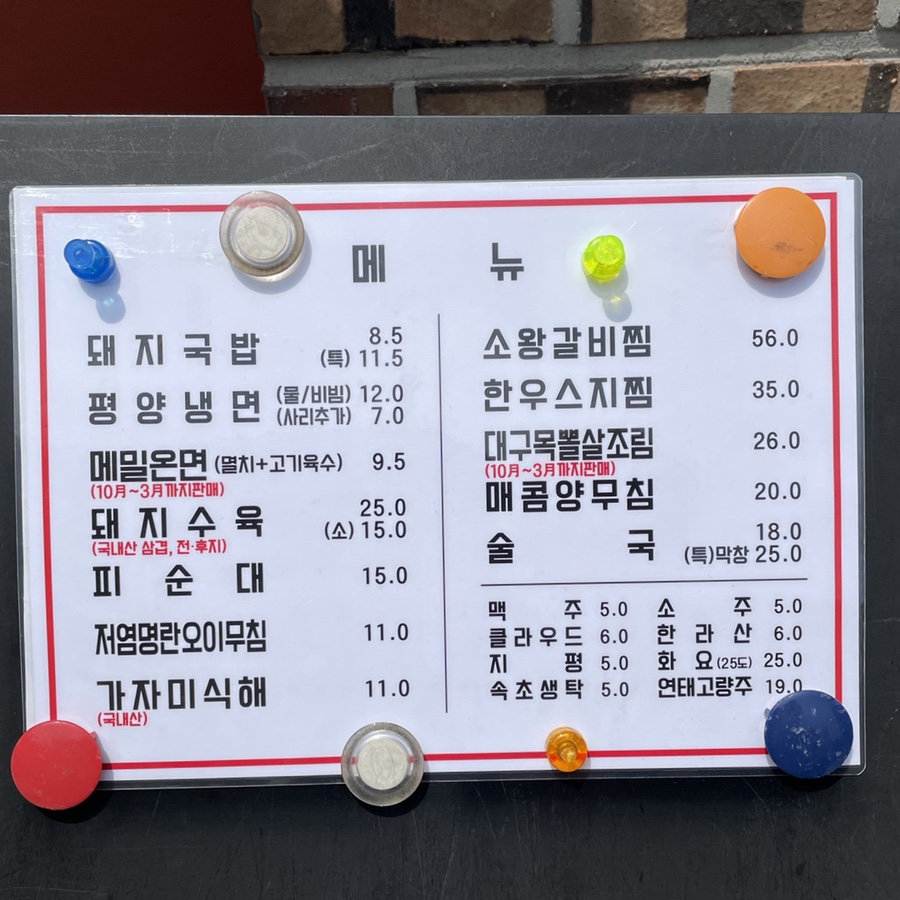 메 뉴
돼지국밥 8.5
(특) 11.5
평양냉면 (물/비빔) 12.0
(사리추가) 7.0
메밀온면 (멸치+고기육수) 9.5
(10月~3月까지판매)
돼지수육 25.0
(소) 15.0
(국내산 삼겹, 전·후지)
피순대 15.0
저염명란오이무침 11.0
가자미식해 11.0
(국내산)
소왕갈비찜 56.0
한우스지찜 35.0
대구목뽈살조림 26.0
(10月~3月까지판매)
매콤양무침 20.0
술국 18.0
(특)막창 25.0
맥주 5.0 소주 5.0
클라우드 6.0 한라산 6.0
지평 5.0 화요(25도) 25.0
속초생탁 5.0 연태고량주 19.0